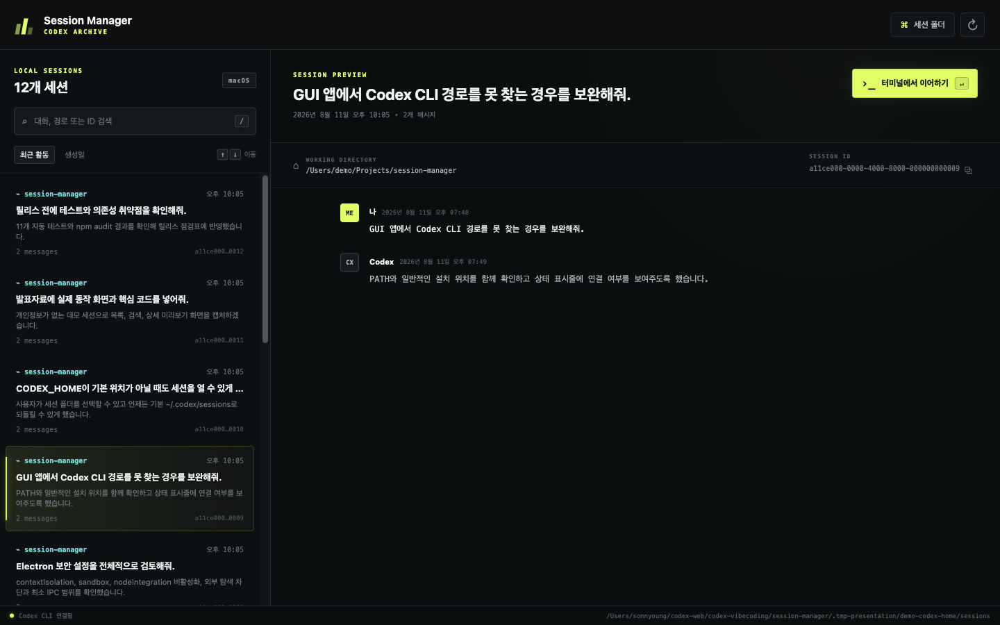 Session Manager
CODEX ARCHIVE
⌘ 세션 폴더
LOCAL SESSIONS
12개 세션
macOS
대화, 경로 또는 ID 검색 /
최근 활동 생성일 ↑ ↓ 이동
session-manager 오후 10:05
릴리스 전에 테스트와 의존성 취약점을 확인해줘.
11개 자동 테스트와 npm audit 결과를 확인해 릴리스 점검표에 반영했습니
다.
2 messages a11ce000…0012
session-manager 오후 10:05
발표자료에 실제 동작 화면과 핵심 코드를 넣어줘.
개인정보가 없는 데모 세션으로 목록, 검색, 상세 미리보기 화면을 캡처하겠
습니다.
2 messages a11ce000…0011
session-manager 오후 10:05
CODEX_HOME이 기본 위치가 아닐 때도 세션을 열 수 있게 ...
사용자가 세션 폴더를 선택할 수 있고 언제든 기본 ~/.codex/sessions로
되돌릴 수 있게 했습니다.
2 messages a11ce000…0010
session-manager 오후 10:05
GUI 앱에서 Codex CLI 경로를 못 찾는 경우를 보완해줘.
PATH와 일반적인 설치 위치를 함께 확인하고 상태 표시줄에 연결 여부를 보
여주도록 했습니다.
2 messages a11ce000…0009
session-manager 오후 10:05
Electron 보안 설정을 전체적으로 검토해줘.
contextIsolation, sandbox, nodeIntegration 비활성화, 외부 탐색 차
단과 최소 IPC 범위를 확인했습니다.
SESSION PREVIEW
GUI 앱에서 Codex CLI 경로를 못 찾는 경우를 보완해줘.
2026년 8월 11일 오후 10:05 • 2개 메시지
>_ 터미널에서 이어하기 ↵
WORKING DIRECTORY
/Users/demo/Projects/session-manager
SESSION ID
a11ce000-0000-4000-8000-000000000009
ME 나 2026년 8월 11일 오후 07:48
GUI 앱에서 Codex CLI 경로를 못 찾는 경우를 보완해줘.
CX Codex 2026년 8월 11일 오후 07:49
PATH와 일반적인 설치 위치를 함께 확인하고 상태 표시줄에 연결 여부를 보여주도록 했습니다.
Codex CLI 연결됨
/Users/sonnyoung/codex-web/codex-vibecoding/session-manager/.tmp-presentation/demo-codex-home/sessions